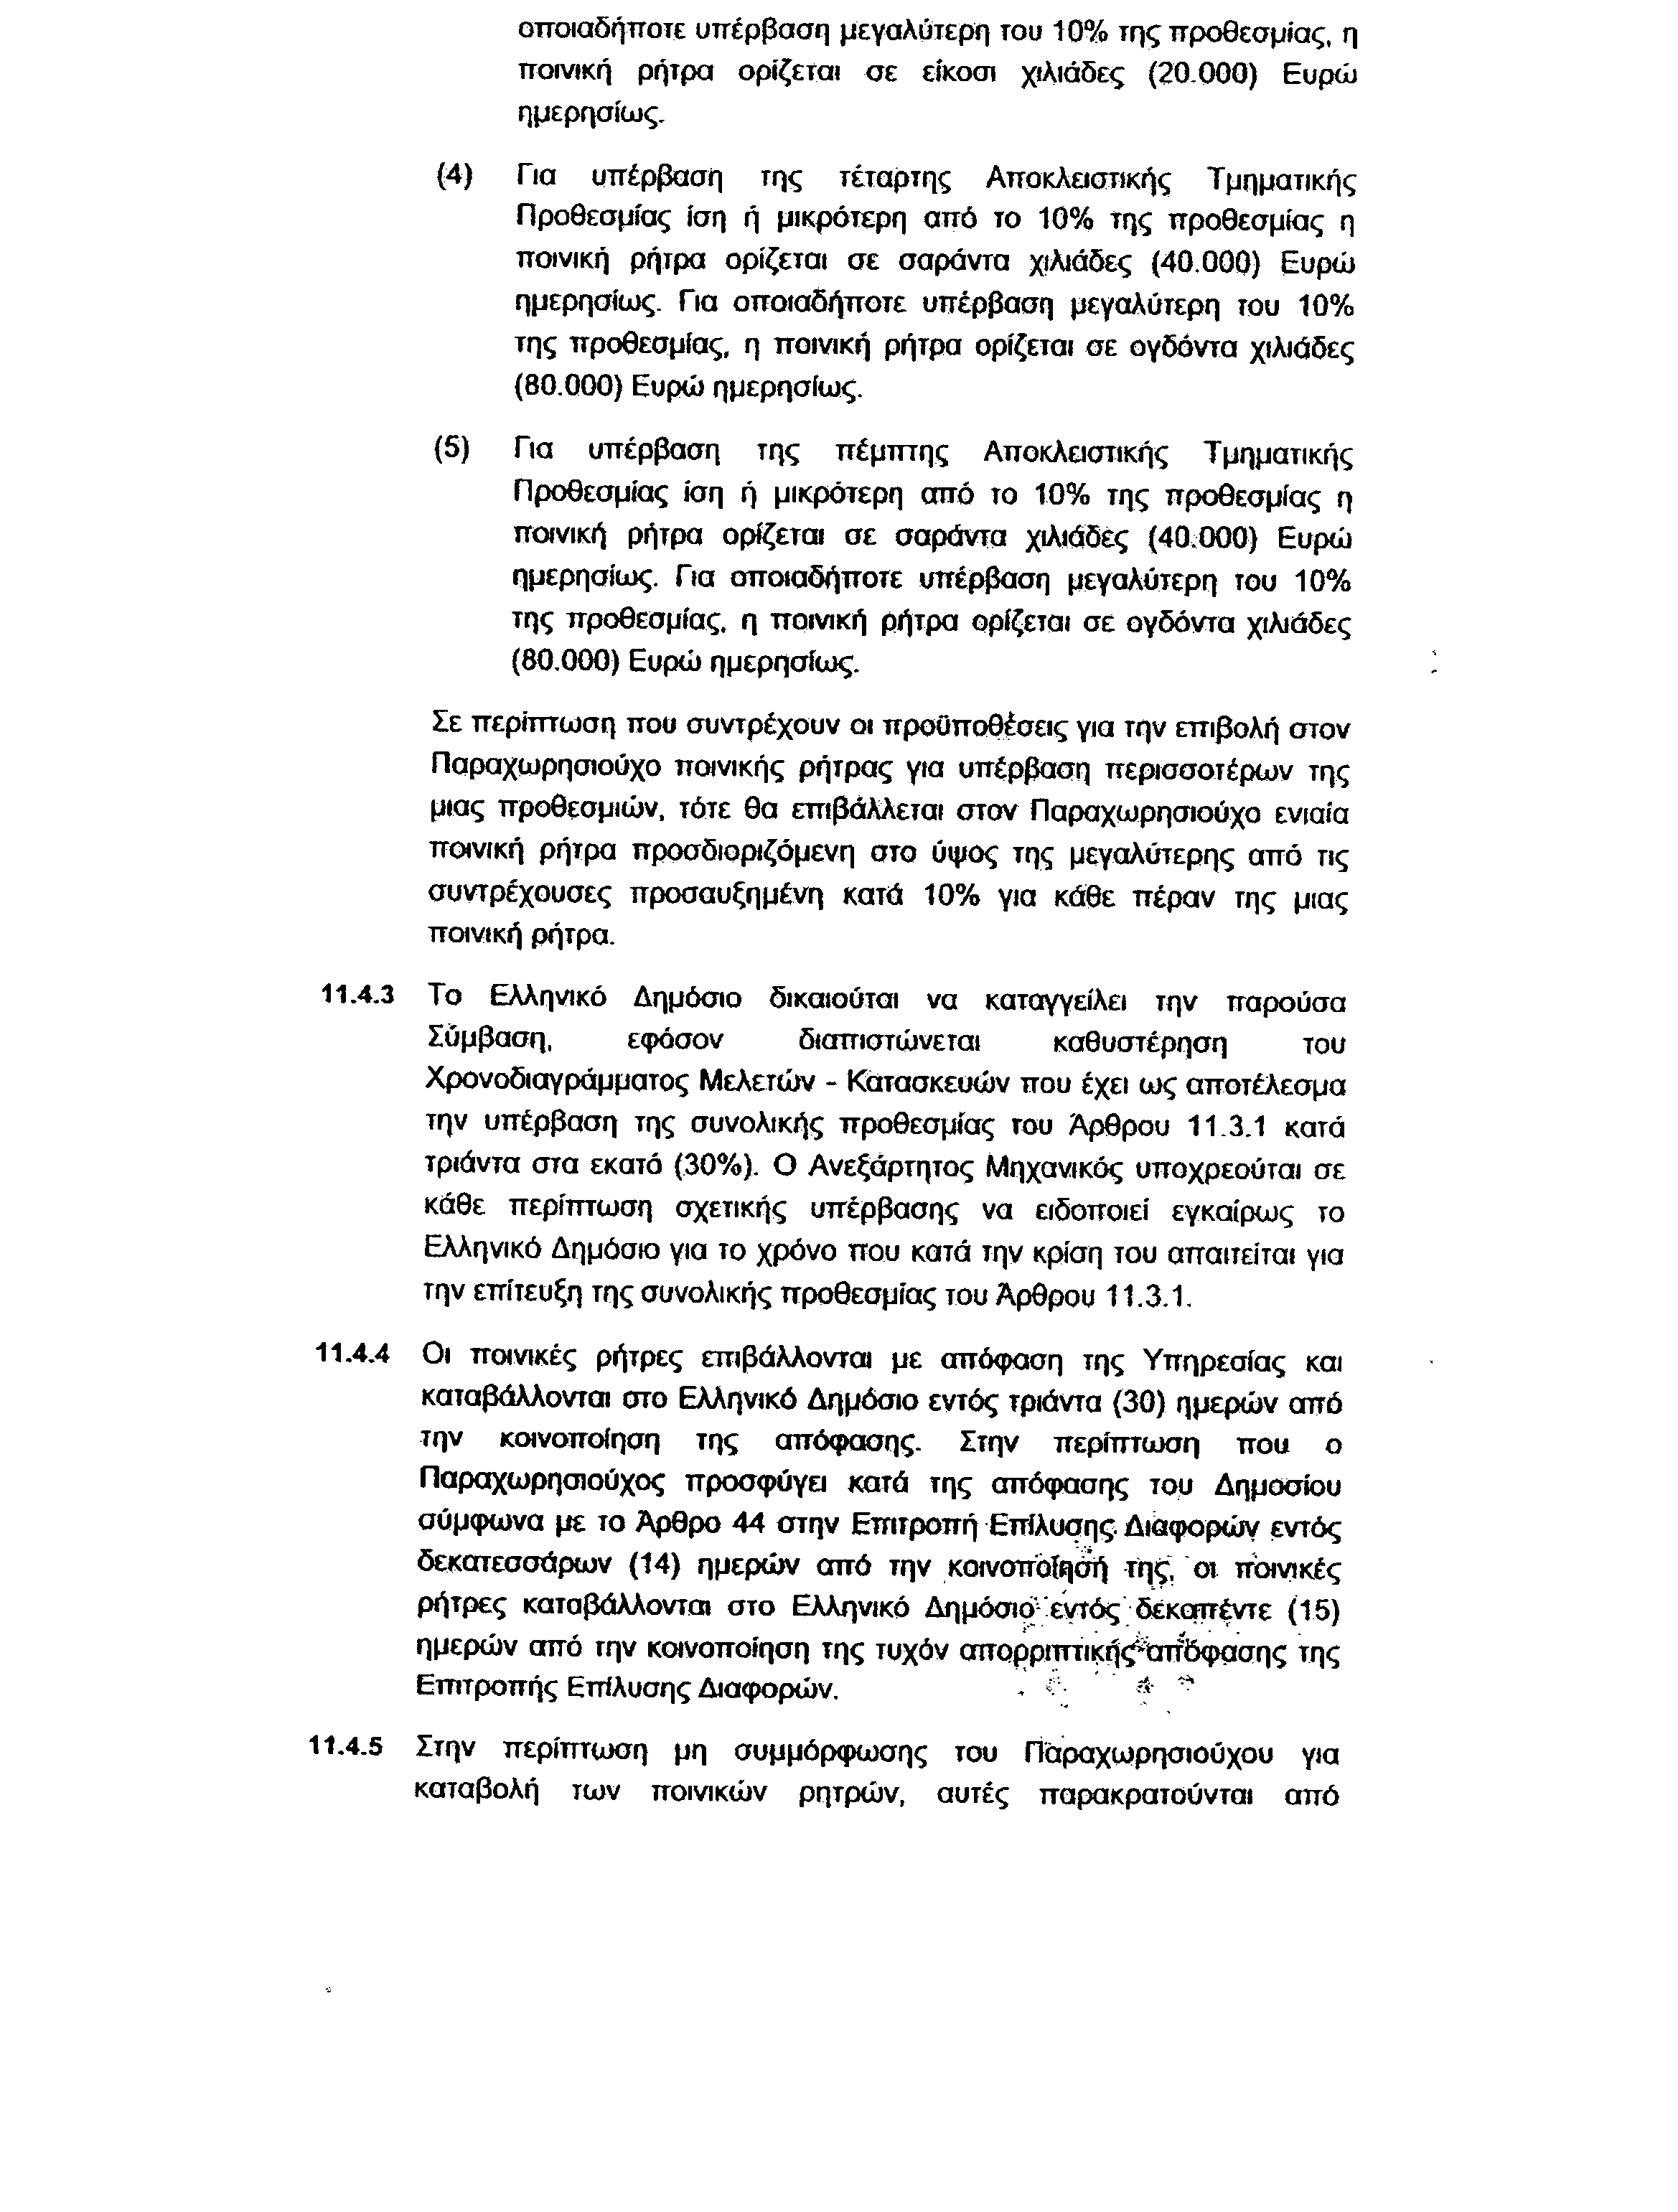 οποιαδήποτε υπέρβαση μεγαλύτερη του 10% της προθεσμίας, η
ποινική ρήτρα ορίζεται σε είκοσι χιλιάδες (20.000) Ευρώ
ημερησίως.
(4) Για υπέρβαση της τέταρτης Αποκλειστικής Τμηματικής
Προθεσμίας ίση ή μικρότερη από το 10% της προθεσμίας η
ποινική ρήτρα ορίζεται σε σαράντα χιλιάδες (40.000) Ευρώ
ημερησίως. Για οποιαδήποτε υπέρβαση μεγαλύτερη του 10%
της προθεσμίας, η ποινική ρήτρα ορίζεται σε ογδόντα χιλιάδες
(80.000) Ευρώ ημερησίως.
(5) Για υπέρβαση της πέμπτης Αποκλειστικής Τμηματικής
Προθεσμίας ίση ή μικρότερη από το 10% της προθεσμίας η
ποινική ρήτρα ορίζεται σε σαράντα χιλιάδες (40.000) Ευρώ
ημερησίως. Για οποιαδήποτε υπέρβαση μεγαλύτερη του 10%
της προθεσμίας, η ποινική ρήτρα ορίζεται σε ογδόντα χιλιάδες
(80.000) Ευρώ ημερησίως.
Σε περίπτωση που συντρέχουν οι προϋποθέσεις για την επιβολή στον
Παραχωρησιούχο ποινικής ρήτρας για υπέρβαση περισσοτέρων της
μιας προθεσμιών, τότε θα επιβάλλεται στον Παραχωρησιούχο ενιαία
ποινική ρήτρα προσδιοριζόμενη στο ύψος της μεγαλύτερης από τις
συντρέχουσες προσαυξημένη κατά 10% για κάθε πέραν της μιας
ποινική ρήτρα.
11.4.3 Το Ελληνικό Δημόσιο δικαιούται να καταγγείλει την παρούσα
Σύμβαση, εφόσον διαπιστώνεται καθυστέρηση του
Χρονοδιαγράμματος Μελετών - Κατασκευών που έχει ως αποτέλεσμα
την υπέρβαση της συνολικής προθεσμίας του Άρθρου 11.3.1 κατά
τριάντα στα εκατό (30%). Ο Ανεξάρτητος Μηχανικός υποχρεούται σε
κάθε περίπτωση σχετικής υπέρβασης να ειδοποιεί εγκαίρως το
Ελληνικό Δημόσιο για το χρόνο που κατά την κρίση του απαιτείται για
την επίτευξη της συνολικής προθεσμίας του Άρθρου 11.3.1.
11.4.4 Οι ποινικές ρήτρες επιβάλλονται με απόφαση της Υπηρεσίας και
καταβάλλονται στο Ελληνικό Δημόσιο εντός τριάντα (30) ημερών από
την κοινοποίηση της απόφασης. Στην περίπτωση που ο
Παραχωρησιούχος προσφύγει κατά της απόφασης του Δημοσίου
σύμφωνα με το Άρθρο 44 στην Επιτροπή Επίλυσης Διαφορών εντός
δεκατεσσάρων (14) ημερών από την κοινοποίησή της, οι ποινικές
ρήτρες καταβάλλονται στο Ελληνικό Δημόσιο εντός δεκαπέντε (15)
ημερών από την κοινοποίηση της τυχόν απορριπτικής απόφασης της
Επιτροπής Επίλυσης Διαφορών.
11.4.5 Στην περίπτωση μη συμμόρφωσης του Παραχωρησιούχου για
καταβολή των ποινικών ρητρών, αυτές παρακρατούνται από